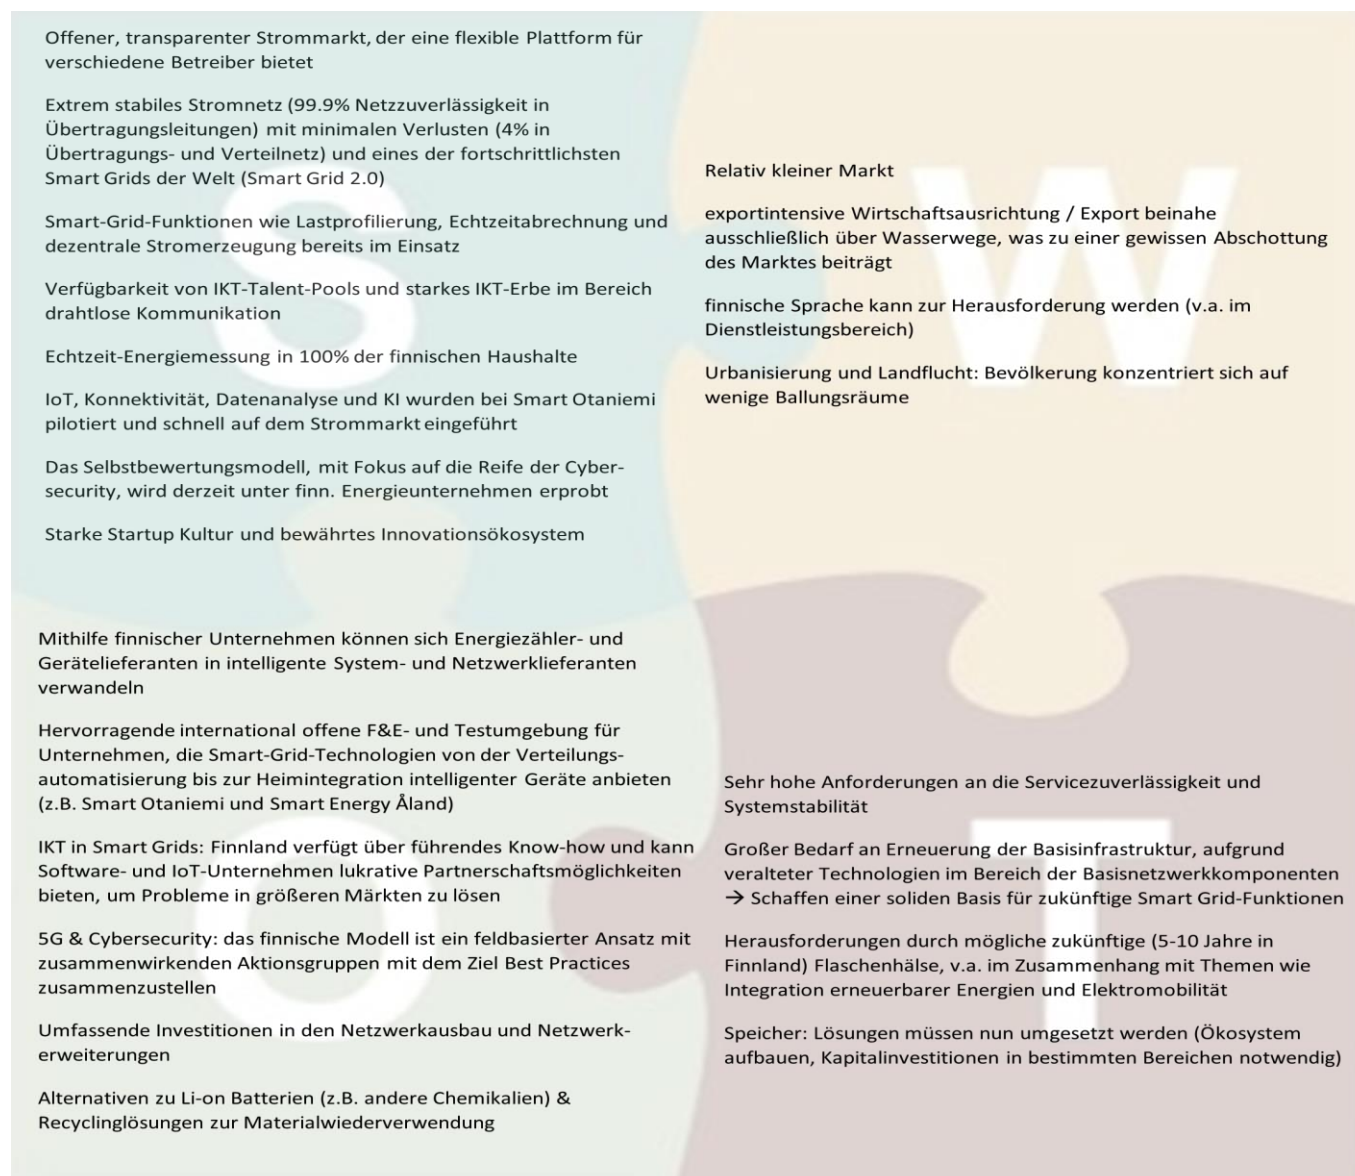 S
Offener, transparenter Strommarkt, der eine flexible Plattform für
verschiedene Betreiber bietet
Extrem stabiles Stromnetz (99.9% Netzzuverlässigkeit in
Übertragungsleitungen) mit minimalen Verlusten (4% in
Übertragungs- und Verteilnetz) und eines der fortschrittlichsten
Smart Grids der Welt (Smart Grid 2.0)
Smart-Grid-Funktionen wie Lastprofilierung, Echtzeitabrechnung und
dezentrale Stromerzeugung bereits im Einsatz
Verfügbarkeit von IKT-Talent-Pools und starkes IKT-Erbe im Bereich
drahtlose Kommunikation
Echtzeit-Energiemessung in 100% der finnischen Haushalte
IoT, Konnektivität, Datenanalyse und KI wurden bei Smart Otaniemi
pilotiert und schnell auf dem Strommarkt eingeführt
Das Selbstbewertungsmodell, mit Fokus auf die Reife der Cyber-
security, wird derzeit unter finn. Energieunternehmen erprobt
Starke Startup Kultur und bewährtes Innovationsökosystem
W
Relativ kleiner Markt
exportintensive Wirtschaftsausrichtung / Export beinahe
ausschließlich über Wasserwege, was zu einer gewissen Abschottung
des Marktes beiträgt
finnische Sprache kann zur Herausforderung werden (v.a. im
Dienstleistungsbereich)
Urbanisierung und Landflucht: Bevölkerung konzentriert sich auf
wenige Ballungsräume
O
Mithilfe finnischer Unternehmen können sich Energiezähler- und
Gerätelieferanten in intelligente System- und Netzwerklieferanten
verwandeln
Hervorragende international offene F&E- und Testumgebung für
Unternehmen, die Smart-Grid-Technologien von der Verteilungs-
automatisierung bis zur Heimintegration intelligenter Geräte anbieten
(z.B. Smart Otaniemi und Smart Energy Åland)
IKT in Smart Grids: Finnland verfügt über führendes Know-how und kann
Software- und IoT-Unternehmen lukrative Partnerschaftsmöglichkeiten
bieten, um Probleme in größeren Märkten zu lösen
5G & Cybersecurity: das finnische Modell ist ein feldbasierter Ansatz mit
zusammenwirkenden Aktionsgruppen mit dem Ziel Best Practices
zusammenzustellen
Umfassende Investitionen in den Netzwerkausbau und Netzwerk-
erweiterungen
Alternativen zu Li-on Batterien (z.B. andere Chemikalien) &
Recyclinglösungen zur Materialwiederverwendung
T
Sehr hohe Anforderungen an die Servicezuverlässigkeit und
Systemstabilität
Großer Bedarf an Erneuerung der Basisinfrastruktur, aufgrund
veralteter Technologien im Bereich der Basisnetzwerkkomponenten
→ Schaffen einer soliden Basis für zukünftige Smart Grid-Funktionen
Herausforderungen durch mögliche zukünftige (5-10 Jahre in
Finnland) Flaschenhälse, v.a. im Zusammenhang mit Themen wie
Integration erneuerbarer Energien und Elektromobilität
Speicher: Lösungen müssen nun umgesetzt werden (Ökosystem
aufbauen, Kapitalinvestitionen in bestimmten Bereichen notwendig)